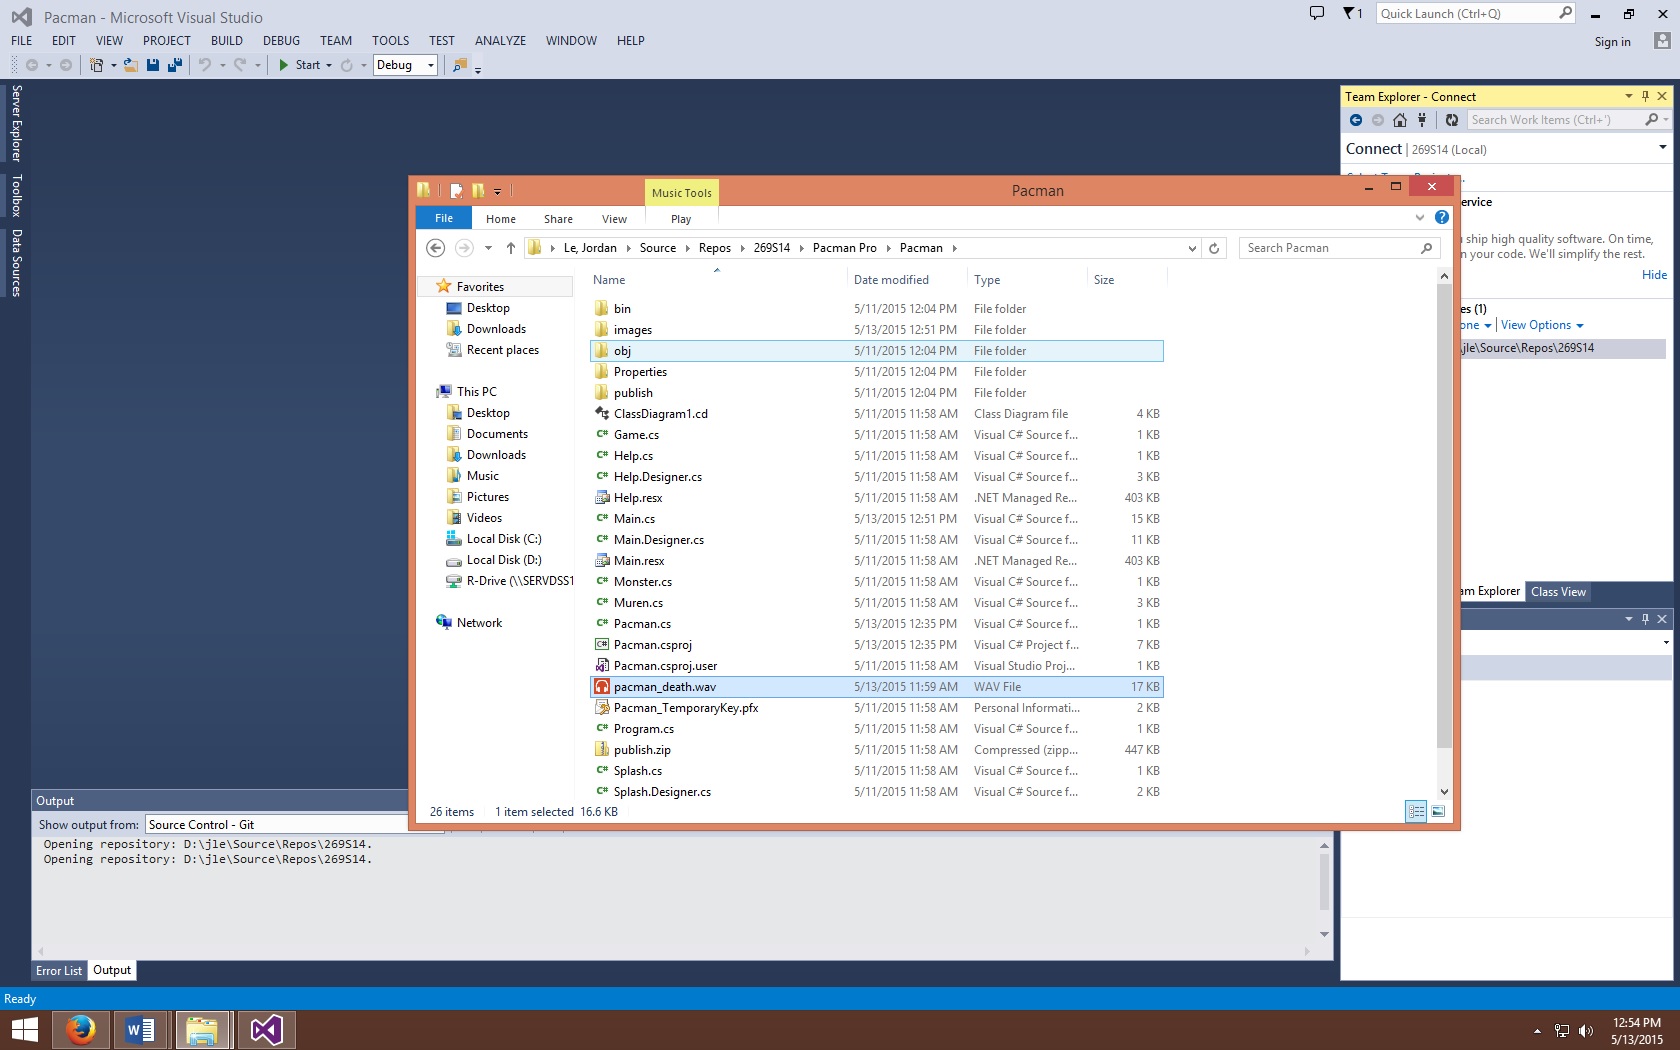 Pacman - Microsoft Visual Studio
1
Quick Launch (Ctrl+Q)
FILE EDIT VIEW PROJECT BUILD DEBUG TEAM TOOLS TEST ANALYZE WINDOW HELP
Sign in
Start
Debug
Server Explorer
Toolbox
Data Sources
Team Explorer - Connect
Search Work Items (Ctrl+')
Connect | 269S14 (Local)
ervice
ship high quality software. On time,
n your code. We'll simplify the rest.
Hide
es (1)
one View Options
\jle\Source\Repos\269S14
am Explorer Class View
Music Tools
Pacman
File Home Share View Play
Le, Jordan Source Repos 269S14 Pacman Pro Pacman
Search Pacman
Favorites
Desktop
Downloads
Recent places
This PC
Desktop
Documents
Downloads
Music
Pictures
Videos
Local Disk (C:)
Local Disk (D:)
R-Drive (\\SERVDSS1
Network
Name Date modified Type Size
bin 5/11/2015 12:04 PM File folder
images 5/13/2015 12:51 PM File folder
obj 5/11/2015 12:04 PM File folder
Properties 5/11/2015 12:04 PM File folder
publish 5/11/2015 12:04 PM File folder
ClassDiagram1.cd 5/11/2015 11:58 AM Class Diagram file 4 KB
Game.cs 5/11/2015 11:58 AM Visual C# Source f... 1 KB
Help.cs 5/11/2015 11:58 AM Visual C# Source f... 1 KB
Help.Designer.cs 5/11/2015 11:58 AM Visual C# Source f... 3 KB
Help.resx 5/11/2015 11:58 AM .NET Managed Re... 403 KB
Main.cs 5/13/2015 12:51 PM Visual C# Source f... 15 KB
Main.Designer.cs 5/11/2015 11:58 AM Visual C# Source f... 11 KB
Main.resx 5/11/2015 11:58 AM .NET Managed Re... 403 KB
Monster.cs 5/11/2015 11:58 AM Visual C# Source f... 1 KB
Muren.cs 5/11/2015 11:58 AM Visual C# Source f... 3 KB
Pacman.cs 5/13/2015 12:35 PM Visual C# Source f... 1 KB
Pacman.csproj 5/13/2015 12:35 PM Visual C# Project f... 7 KB
Pacman.csproj.user 5/11/2015 11:58 AM Visual Studio Proj... 1 KB
pacman_death.wav 5/13/2015 11:59 AM WAV File 17 KB
Pacman_TemporaryKey.pfx 5/11/2015 11:58 AM Personal Informati... 2 KB
Program.cs 5/11/2015 11:58 AM Visual C# Source f... 1 KB
publish.zip 5/11/2015 11:58 AM Compressed (zipp... 447 KB
Splash.cs 5/11/2015 11:58 AM Visual C# Source f... 1 KB
Splash.Designer.cs 5/11/2015 11:58 AM Visual C# Source f... 2 KB
26 items 1 item selected 16.6 KB
Output
Show output from: Source Control - Git
Opening repository: D:\jle\Source\Repos\269S14.
Opening repository: D:\jle\Source\Repos\269S14.
Error List Output
Ready
12:54 PM
5/13/2015